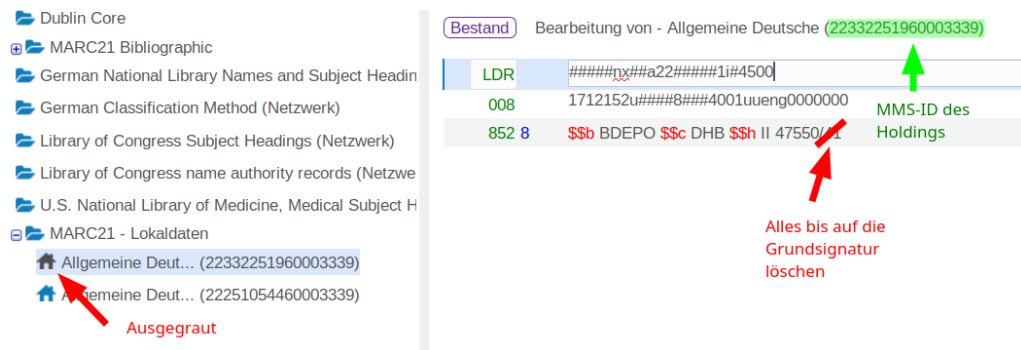 Dublin Core
MARC21 Bibliographic
German National Library Names and Subject Headin
German Classification Method (Netzwerk)
Library of Congress Subject Headings (Netzwerk)
Library of Congress name authority records (Netzwe
U.S. National Library of Medicine, Medical Subject H
MARC21 - Lokaldaten
Allgemeine Deut... (22332251960003339)
Allgemeine Deut... (22251054460003339)
Ausgegraut
Bestand Bearbeitung von - Allgemeine Deutsche (22332251960003339)
LDR #####nx##a22#####1i#4500
008 1712152u####8###4001uueng0000000
852 8 $$b BDEPO $$c DHB $$h II 47550/41
MMS-ID des
Holdings
Alles bis auf die
Grundsignatur
löschen